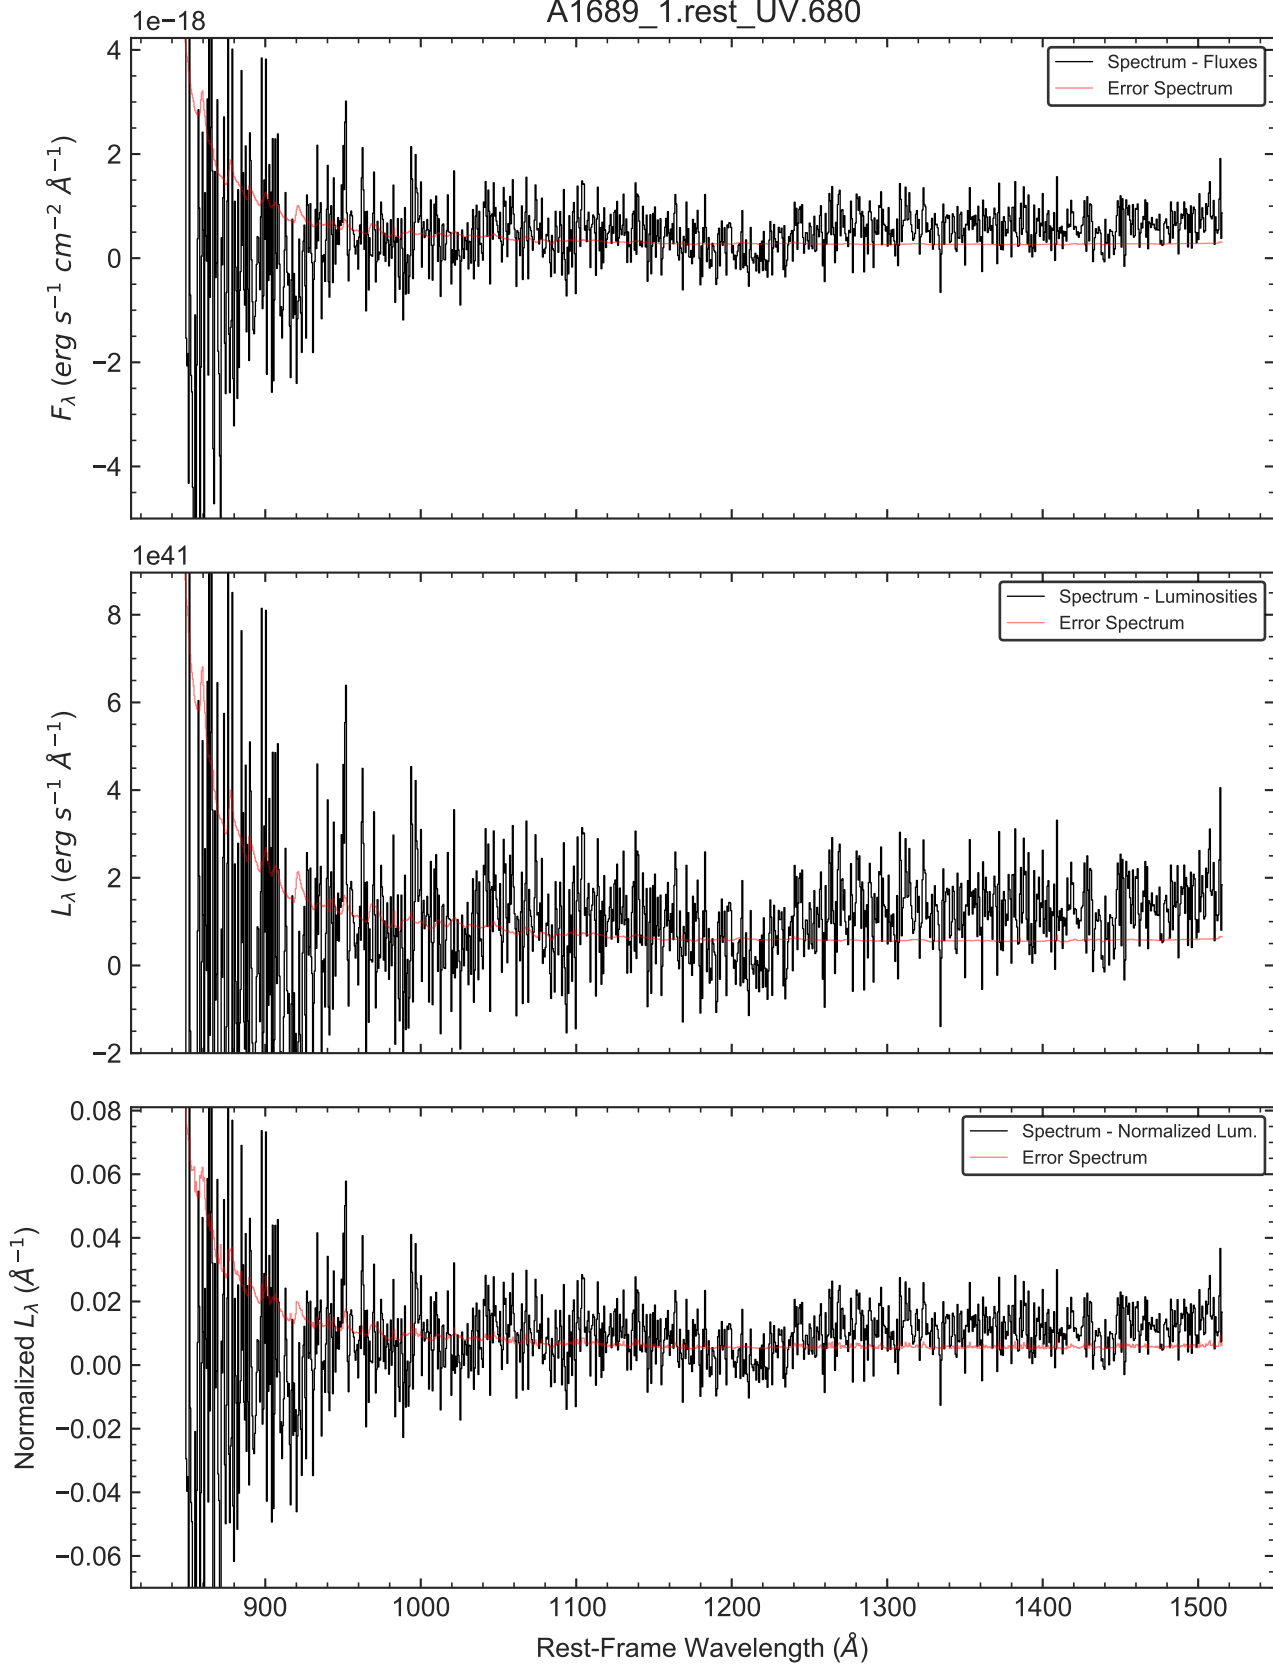 A1689_1.rest_UV.680
1e−18
Spectrum - Fluxes
Error Spectrum
4
2
0
−2
−4
F_λ (erg s⁻¹ cm⁻² Å⁻¹)
1e41
Spectrum - Luminosities
Error Spectrum
8
6
4
2
0
−2
L_λ (erg s⁻¹ Å⁻¹)
Spectrum - Normalized Lum.
Error Spectrum
0.08
0.06
0.04
0.02
0.00
−0.02
−0.04
−0.06
Normalized L_λ (Å⁻¹)
900 1000 1100 1200 1300 1400 1500
Rest-Frame Wavelength (Å)